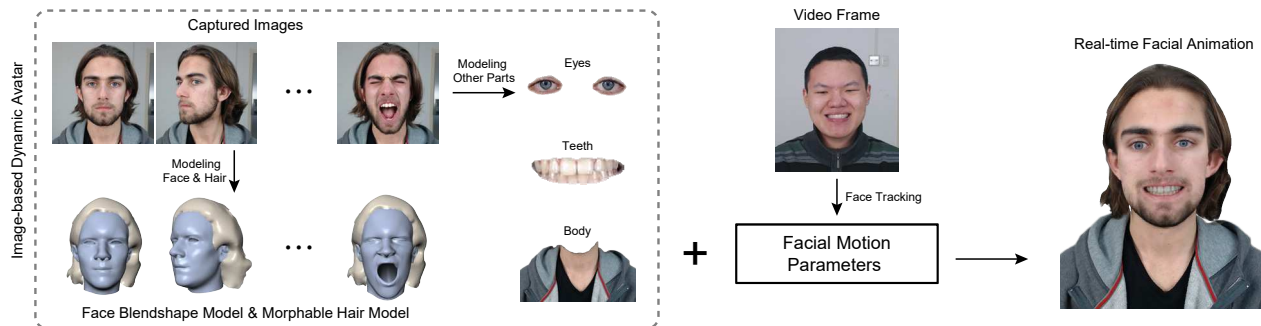 Image-based Dynamic Avatar
Captured Images
Modeling
Other Parts
Eyes
Modeling
Face & Hair
Teeth
Body
Face Blendshape Model & Morphable Hair Model
+
Video Frame
Face Tracking
Facial Motion
Parameters
Real-time Facial Animation